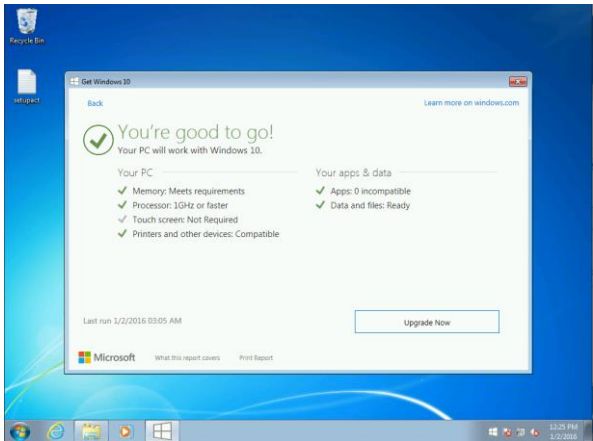 Recycle Bin
setupact
Get Windows 10
Back
Learn more on windows.com
You're good to go!
Your PC will work with Windows 10.
Your PC
Memory: Meets requirements
Processor: 1GHz or faster
Touch screen: Not Required
Printers and other devices: Compatible
Your apps & data
Apps: 0 incompatible
Data and files: Ready
Last run 1/2/2016 03:05 AM
Upgrade Now
Microsoft
What this report covers
Print Report
12:25 PM
1/2/2016